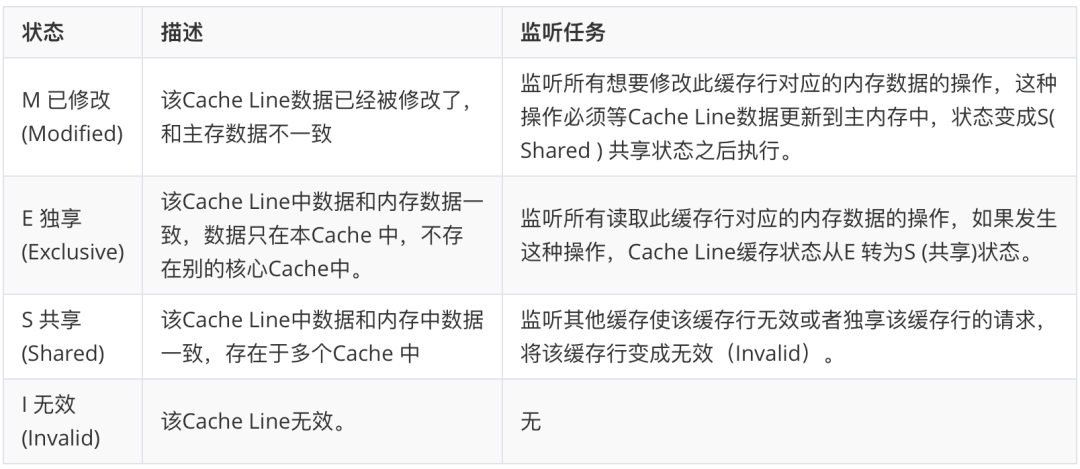 状态 描述 监听任务
M 已修改
(Modified)
该Cache Line数据已经被修改了，
和主存数据不一致
监听所有想要修改此缓存行对应的内存数据的操作，这种
操作必须等Cache Line数据更新到主内存中，状态变成S(
Shared ) 共享状态之后执行。
E 独享
(Exclusive)
该Cache Line中数据和内存数据一
致，数据只在本Cache 中，不存
在别的核心Cache中。
监听所有读取此缓存行对应的内存数据的操作，如果发生
这种操作，Cache Line缓存状态从E 转为S (共享)状态。
S 共享
(Shared)
该Cache Line中数据和内存中数据
一致，存在于多个Cache 中
监听其他缓存使该缓存行无效或者独享该缓存行的请求，
将该缓存行变成无效（Invalid）。
I 无效
(Invalid)
该Cache Line无效。
无